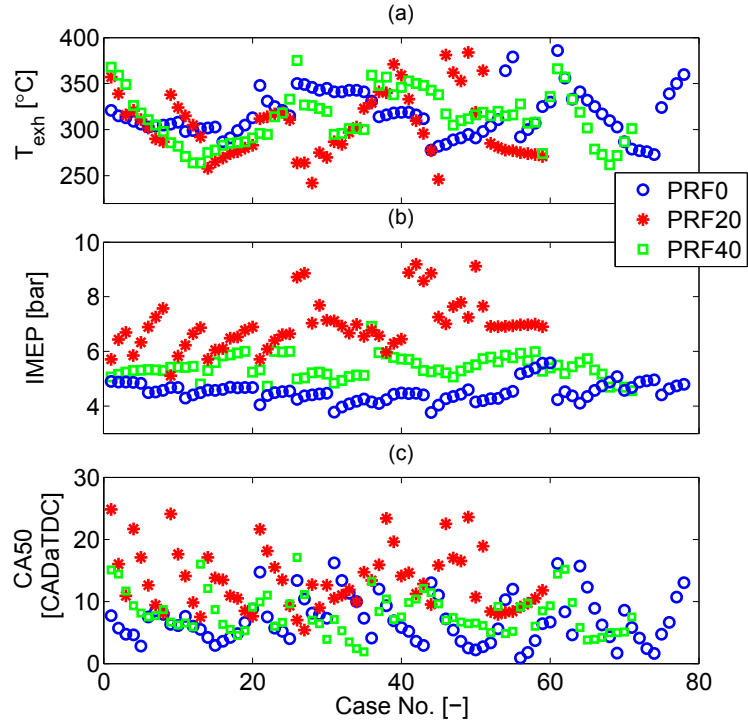 (a)
400
350
300
250
T_exh [°C]
PRF0
PRF20
PRF40
(b)
10
8
6
4
IMEP [bar]
(c)
30
20
10
0
CA50
[CADaTDC]
0 20 40 60 80
Case No. [−]